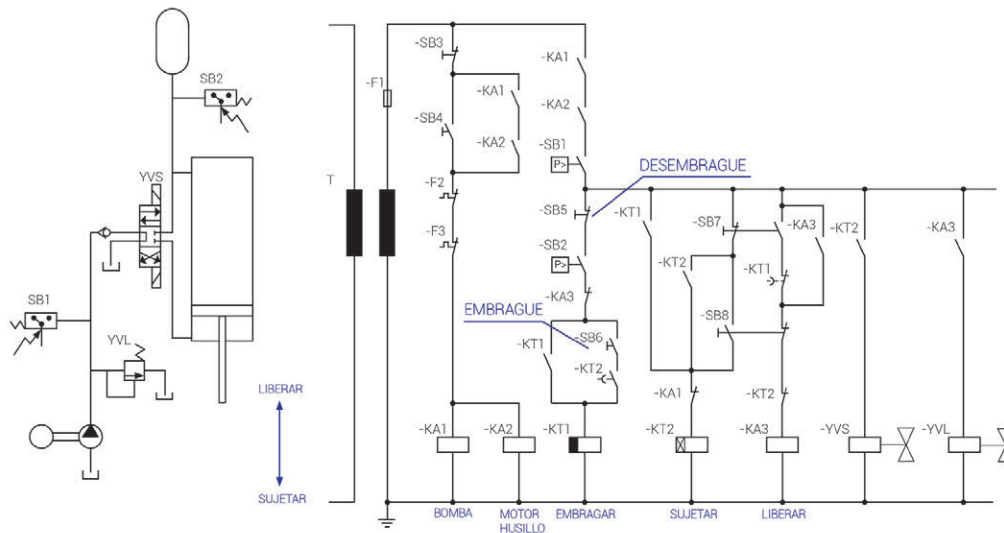 SB2
YVS
SB1
YVL
LIBERAR
SUJETAR
T
-F1
-SB3
-KA1
-SB4
-KA2
-F2
-F3
-KA1
-KA2
-SB1
P>
DESEMBRAGUE
-SB5
-SB2
P>
-KA3
EMBRAGUE
-KT1
-SB6
-KT2
-KT1
-KT2
-SB7
-KA3
-KT2
-KA3
-KT1
-SB8
-KA1
-KT2
-KA1
-KA2
-KT1
-KT2
-KA3
-YVS
-YVL
BOMBA
MOTOR
HUSILLO
EMBRAGAR
SUJETAR
LIBERAR